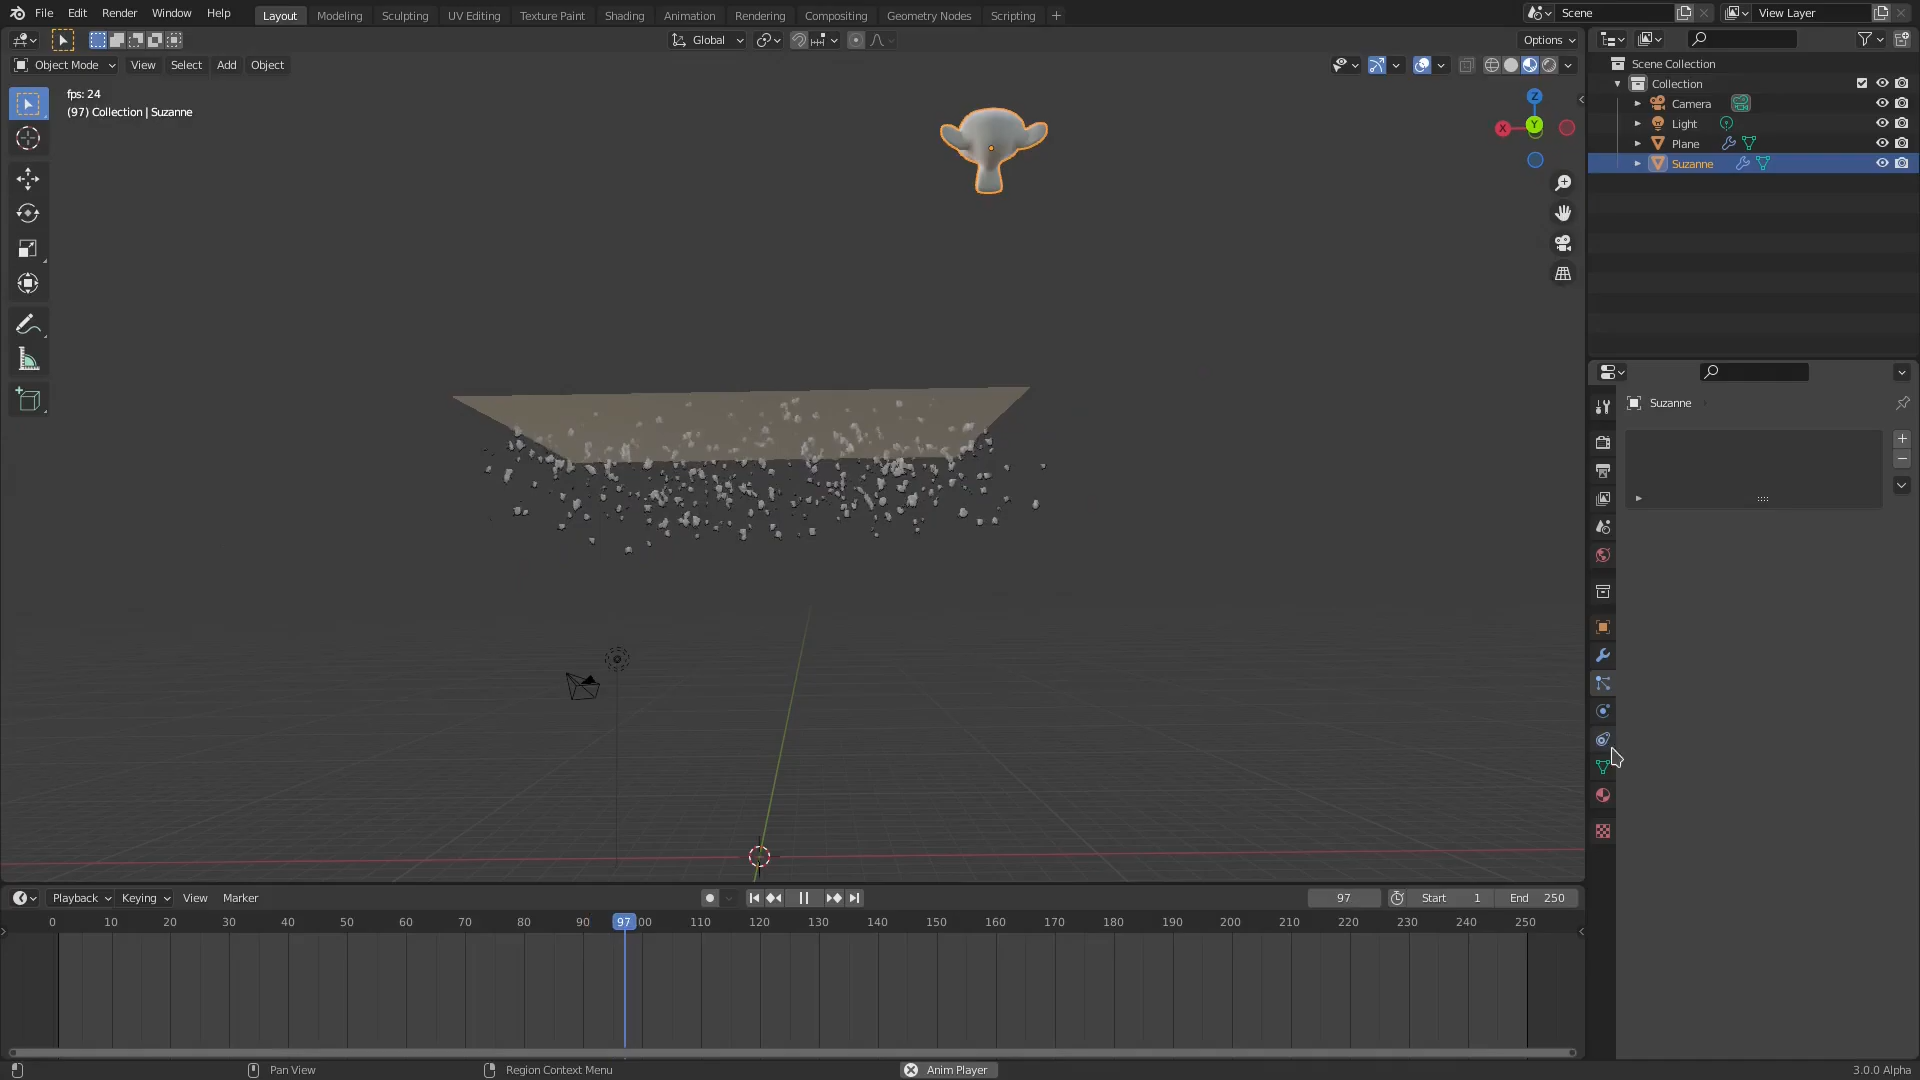 File Edit Render Window Help Layout Modeling Sculpting UV Editing Texture Paint Shading Animation Rendering Compositing Geometry Nodes Scripting + Scene View Layer
Global Options
Object Mode View Select Add Object
fps: 24
(97) Collection | Suzanne
Z
X
Y
Scene Collection
Collection
Camera
Light
Plane
Suzanne
Suzanne
Playback Keying View Marker 97 Start 1 End 250
0 10 20 30 40 50 60 70 80 90 97 00 110 120 130 140 150 160 170 180 190 200 210 220 230 240 250
Pan View Region Context Menu Anim Player 3.0.0 Alpha